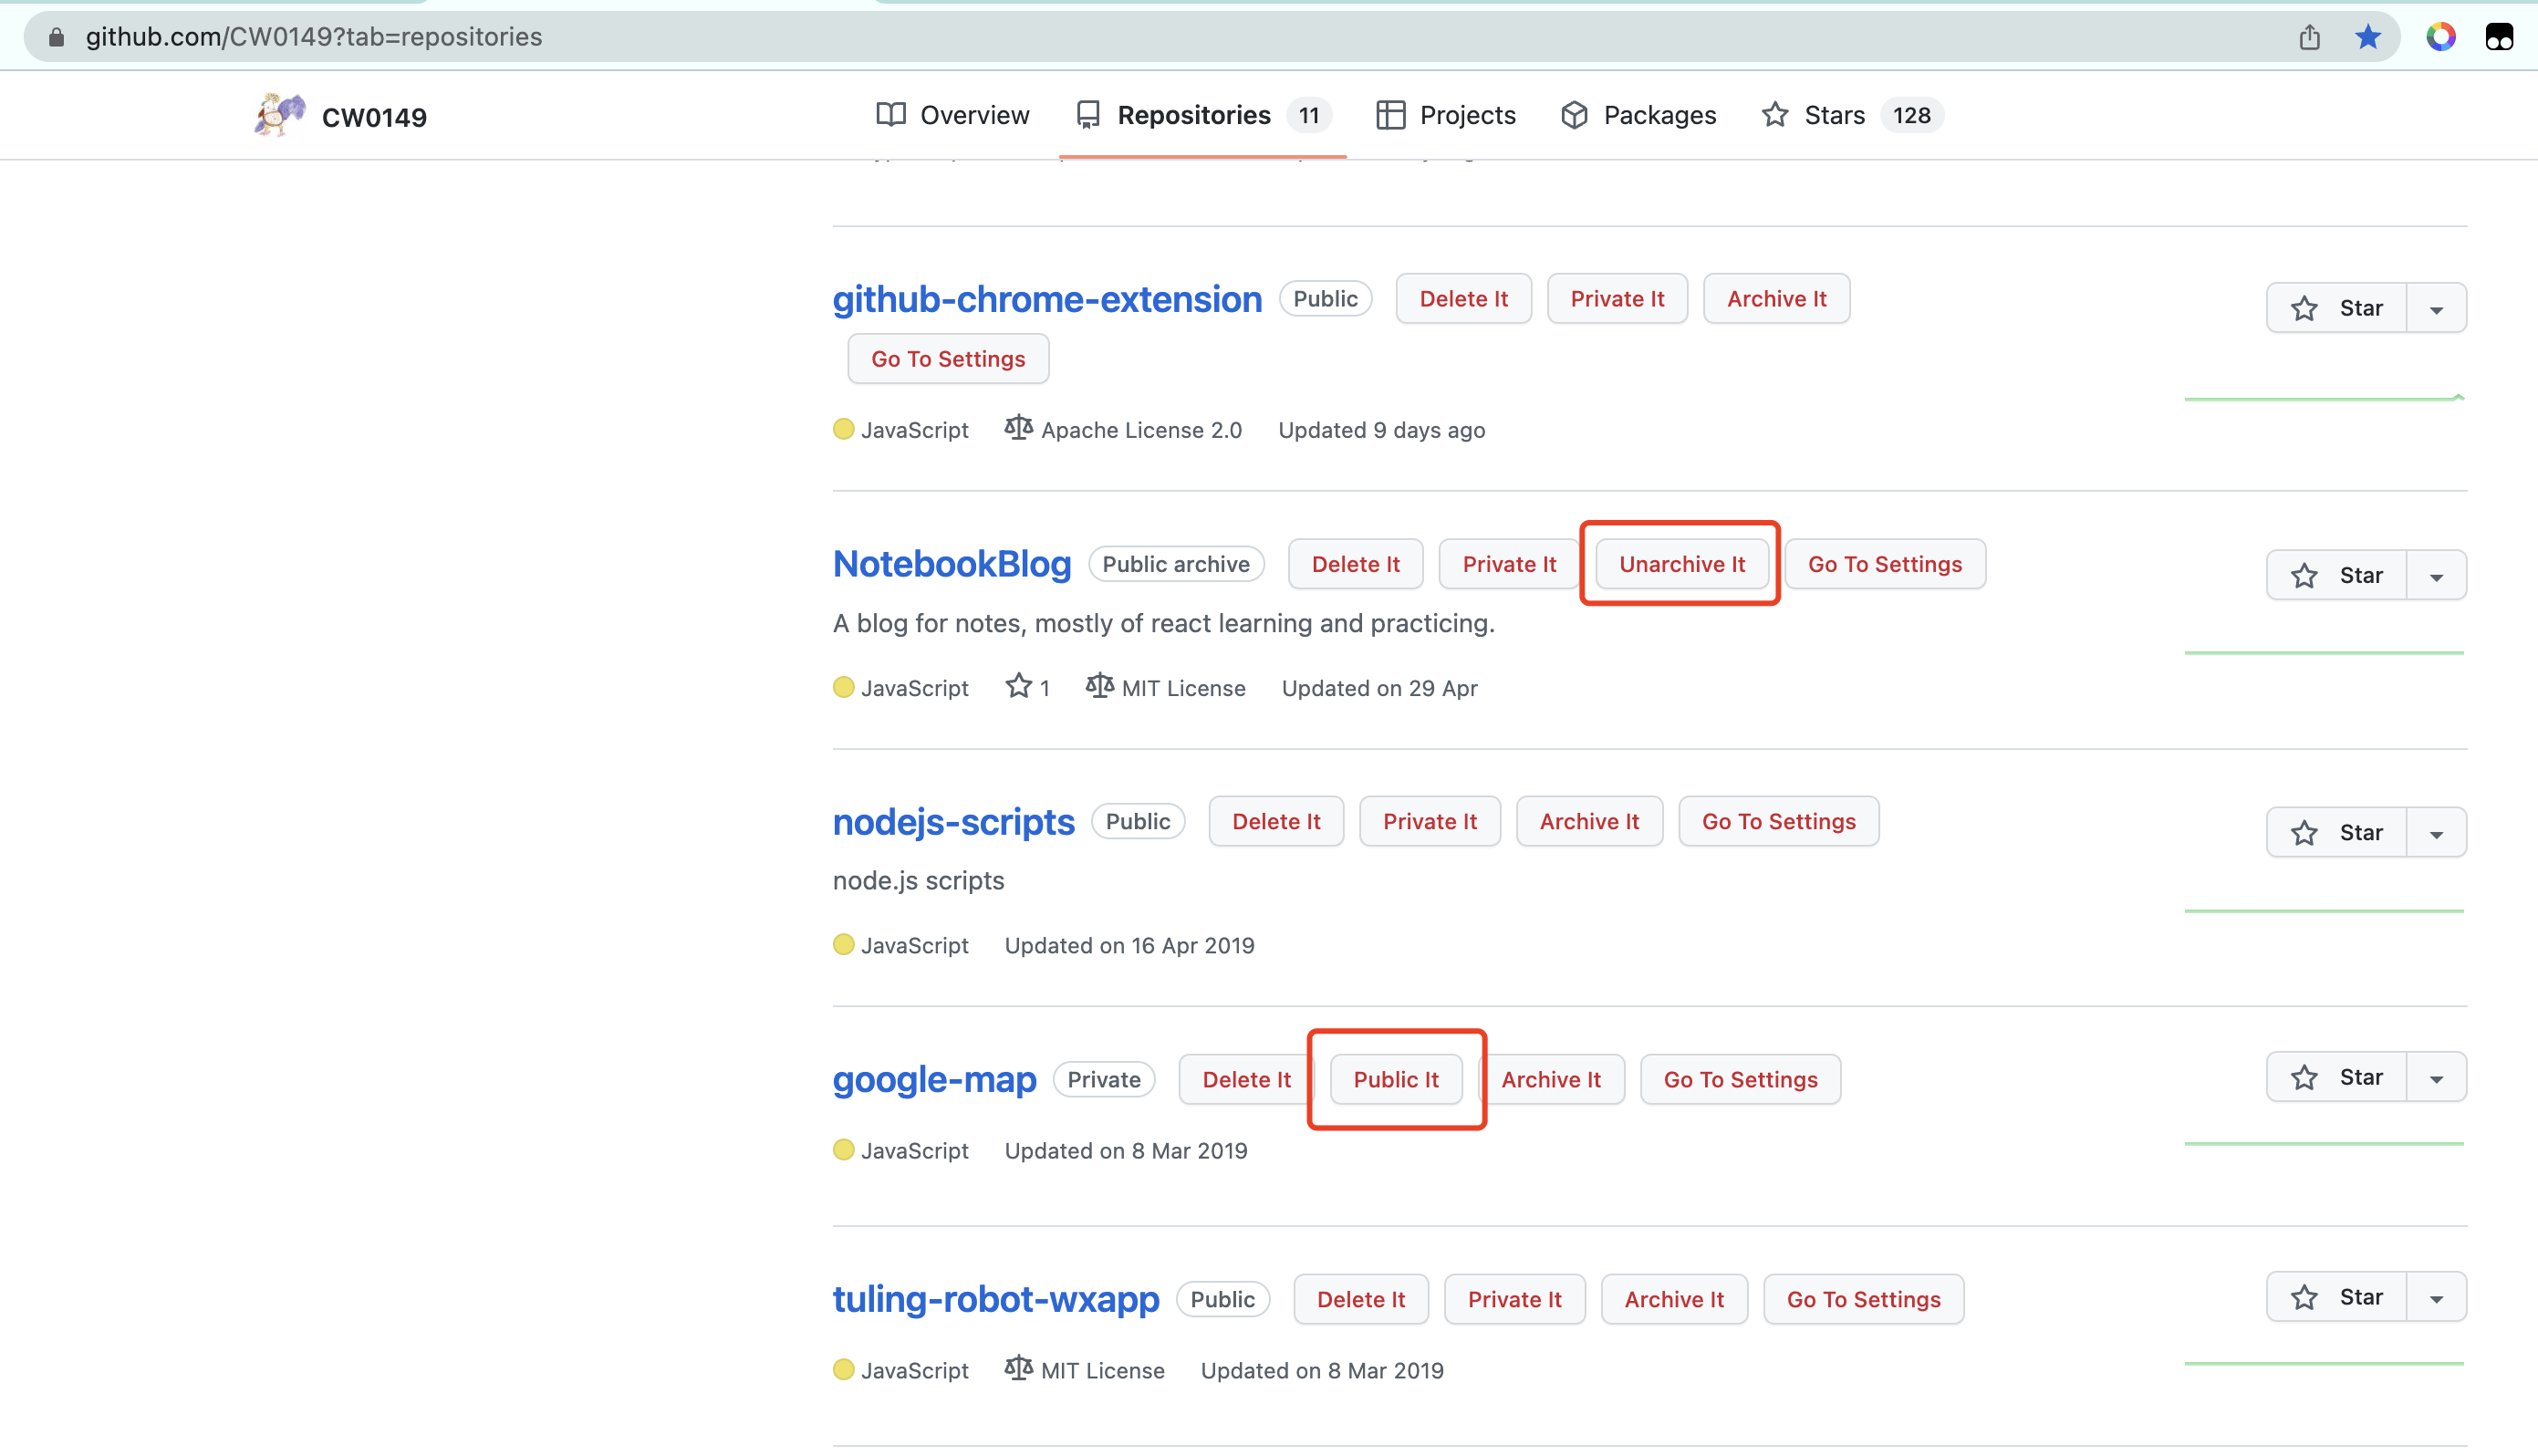 github.com/CW0149?tab=repositories
CW0149 Overview Repositories 11 Projects Packages Stars 128
github-chrome-extension Public Delete It Private It Archive It Star
Go To Settings
JavaScript Apache License 2.0 Updated 9 days ago
NotebookBlog Public archive Delete It Private It Unarchive It Go To Settings Star
A blog for notes, mostly of react learning and practicing.
JavaScript 1 MIT License Updated on 29 Apr
nodejs-scripts Public Delete It Private It Archive It Go To Settings Star
node.js scripts
JavaScript Updated on 16 Apr 2019
google-map Private Delete It Public It Archive It Go To Settings Star
JavaScript Updated on 8 Mar 2019
tuling-robot-wxapp Public Delete It Private It Archive It Go To Settings Star
JavaScript MIT License Updated on 8 Mar 2019